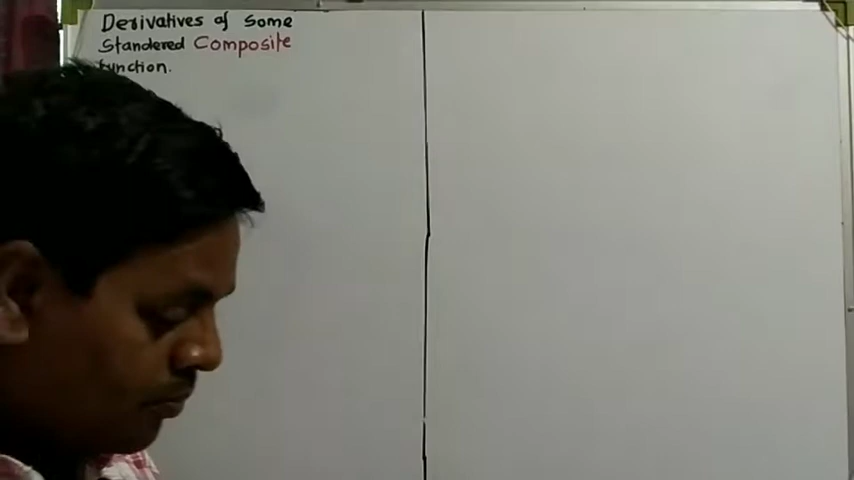 Derivatives of Some
Standered Composite
function.